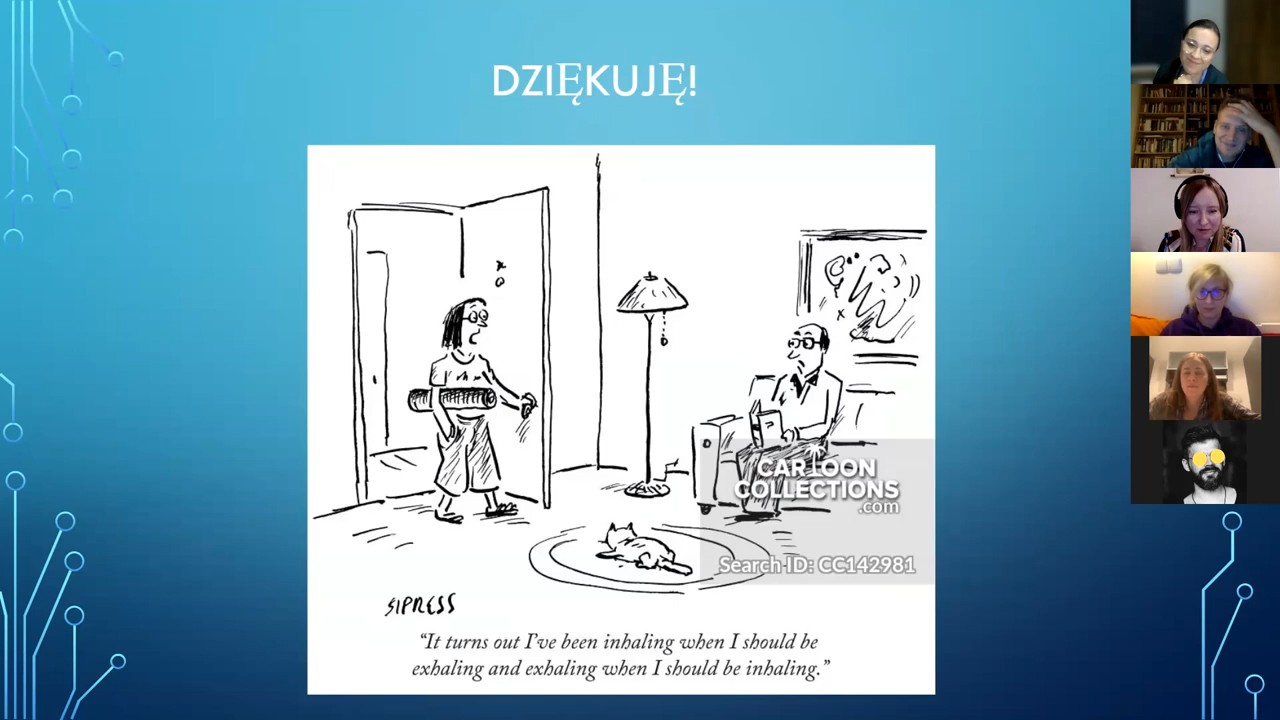 DZIĘKUJĘ!
CARTOON
COLLECTIONS
.com
Search ID: CC142981
SIPRESS
“It turns out I’ve been inhaling when I should be
exhaling and exhaling when I should be inhaling.”